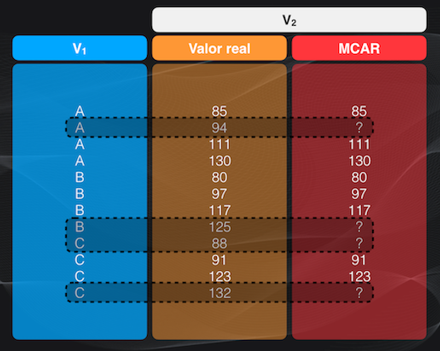 V₂
V₁ Valor real MCAR
A 85 85
A 94 ?
A 111 111
A 130 130
B 80 80
B 97 97
B 117 117
B 125 ?
C 88 ?
C 91 91
C 123 123
C 132 ?